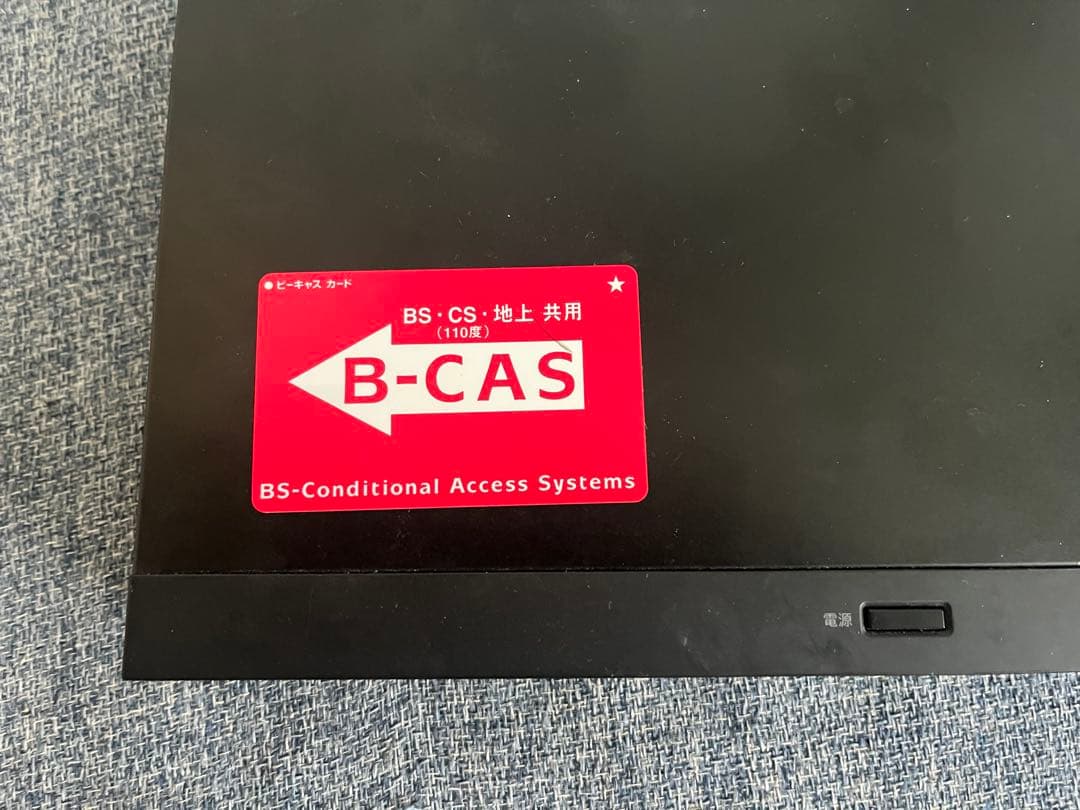 ビーキャス カード
★
BS・CS・地上 共用
(110度)
B-CAS
BS-Conditional Access Systems
電源